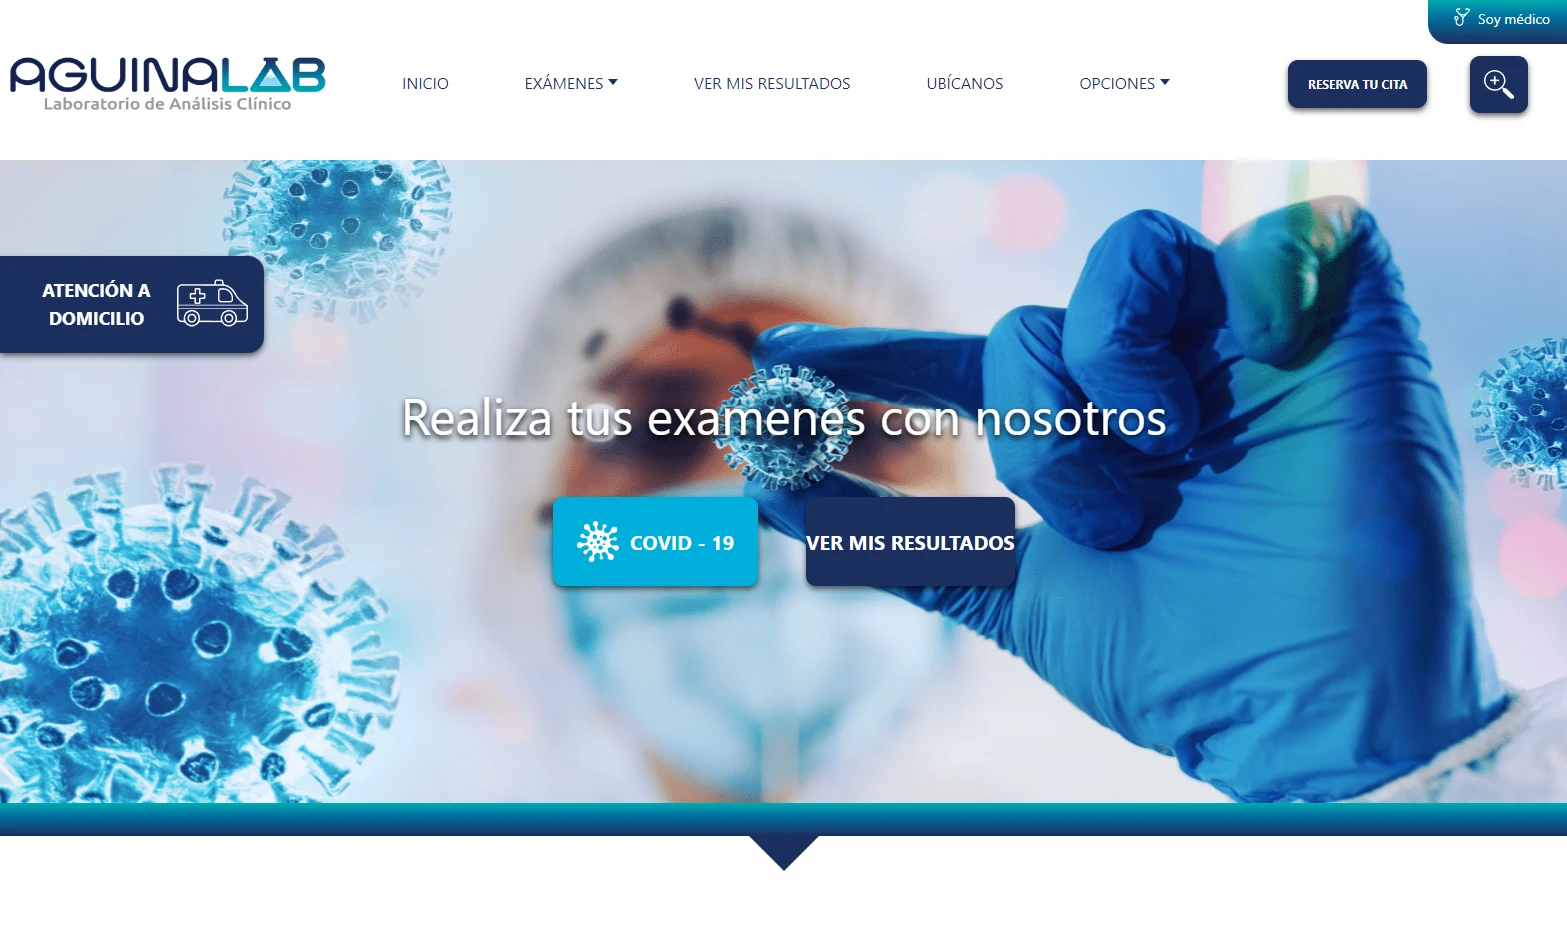 Soy médico
AGUINALAB
Laboratorio de Análisis Clínico
INICIO
EXÁMENES
VER MIS RESULTADOS
UBÍCANOS
OPCIONES
RESERVA TU CITA
ATENCIÓN A
DOMICILIO
Realiza tus examenes con nosotros
COVID - 19
VER MIS RESULTADOS